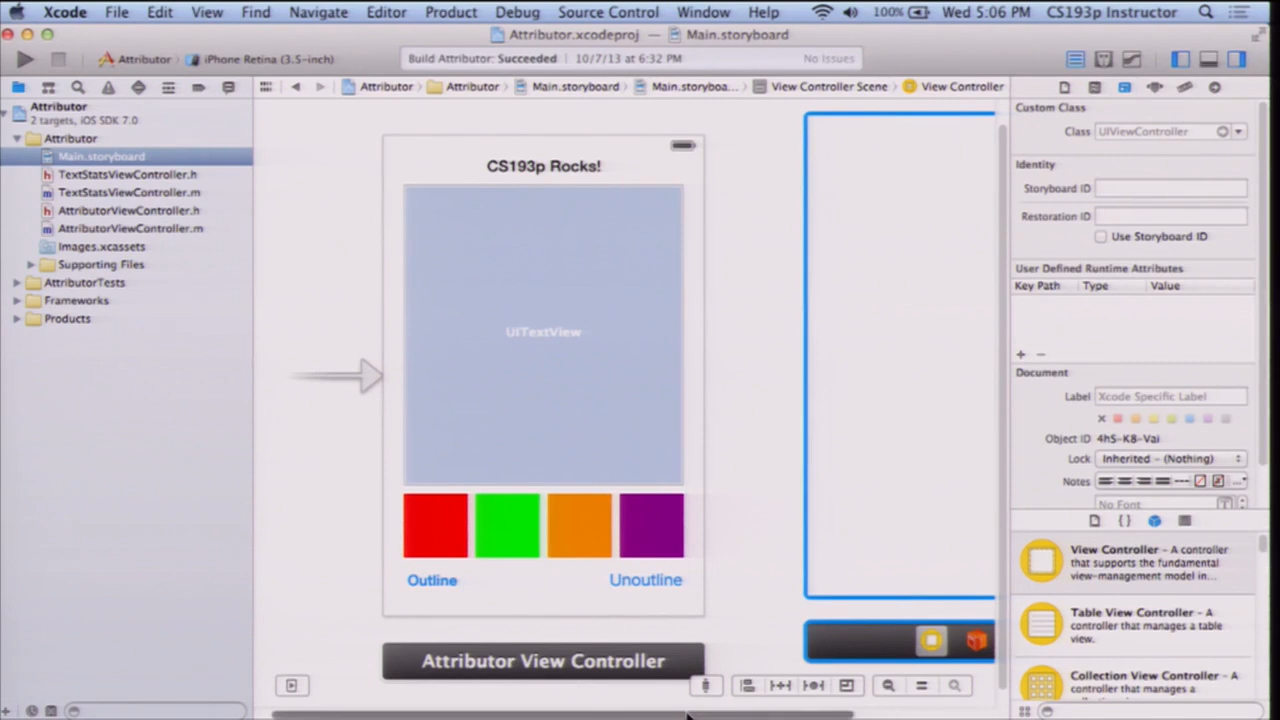 Xcode File Edit View Find Navigate Editor Product Debug Source Control Window Help 100% Wed 5:06 PM CS193p Instructor
Attributor.xcodeproj — Main.storyboard
Attributor iPhone Retina (3.5-inch) Build Attributor: Succeeded 10/7/13 at 6:32 PM No Issues
Attributor Attributor Main.storyboard Main.storyboa... View Controller Scene View Controller
Attributor
2 targets, iOS SDK 7.0
Attributor
Main.storyboard
TextStatsViewController.h
TextStatsViewController.m
AttributorViewController.h
AttributorViewController.m
Images.xcassets
Supporting Files
AttributorTests
Frameworks
Products
CS193p Rocks!
UITextView
Outline Unoutline
Attributor View Controller
Custom Class
Class UIViewController
Identity
Storyboard ID
Restoration ID
Use Storyboard ID
User Defined Runtime Attributes
Key Path Type Value
Document
Label Xcode Specific Label
Object ID 4hS-K8-Vai
Lock Inherited - (Nothing)
Notes
No Font
View Controller - A controller
that supports the fundamental
view-management model in...
Table View Controller - A
controller that manages a table
view.
Collection View Controller - A
controller that manages a